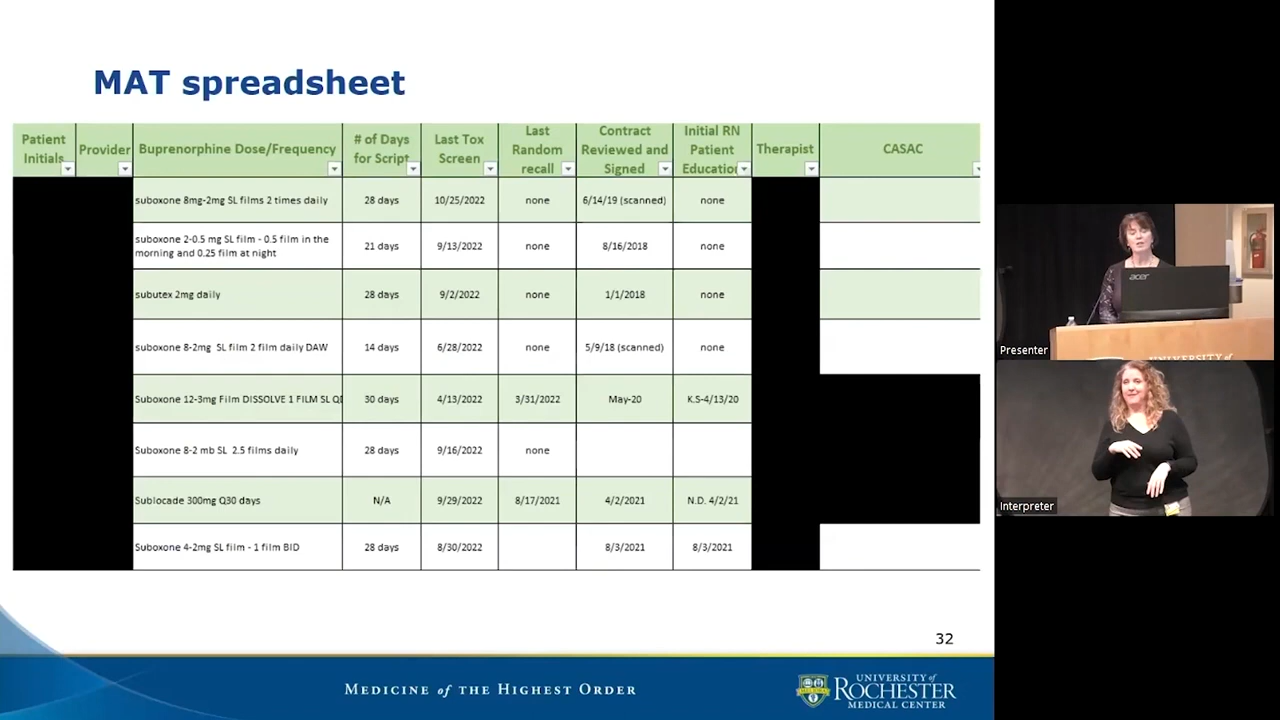 MAT spreadsheet
Patient
Initials
Provider
Buprenorphine Dose/Frequency
# of Days
for Script
Last Tox
Screen
Last
Random
recall
Contract
Reviewed and
Signed
Initial RN
Patient
Education
Therapist
CASAC
suboxone 8mg-2mg SL films 2 times daily
28 days
10/25/2022
none
6/14/19 (scanned)
none
suboxone 2-0.5 mg SL film - 0.5 film in the
morning and 0.25 film at night
21 days
9/13/2022
none
8/16/2018
none
subutex 2mg daily
28 days
9/2/2022
none
1/1/2018
none
suboxone 8-2mg  SL film 2 film daily DAW
14 days
6/28/2022
none
5/9/18 (scanned)
none
Suboxone 12-3mg Film DISSOLVE 1 FILM SL
30 days
4/13/2022
3/31/2022
May-20
K.S-4/13/20
Suboxone 8-2 mb SL  2.5 films daily
28 days
9/16/2022
none
Sublocade 300mg Q30 days
N/A
9/29/2022
8/17/2021
4/2/2021
N.D. 4/2/21
Suboxone 4-2mg SL film - 1 film BID
28 days
8/30/2022
8/3/2021
8/3/2021
32
MEDICINE of the HIGHEST ORDER
UNIVERSITY of
ROCHESTER
MEDICAL CENTER
acer
Presenter
UNIVERSITY of
Interpreter